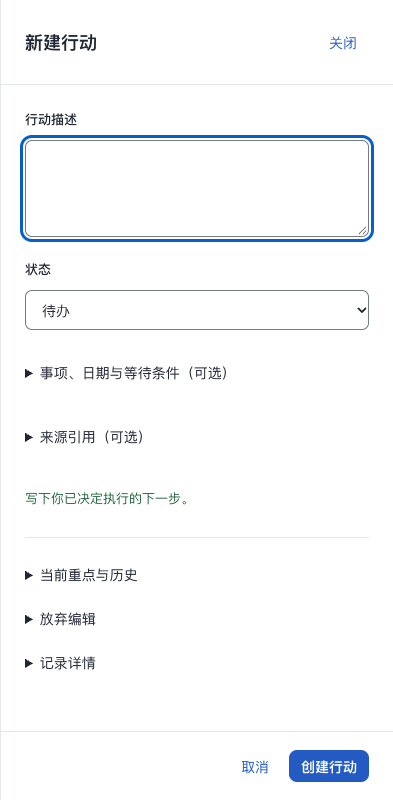 新建行动
关闭
行动描述
状态
待办
事项、日期与等待条件（可选）
来源引用（可选）
写下你已决定执行的下一步。
当前重点与历史
放弃编辑
记录详情
取消
创建行动